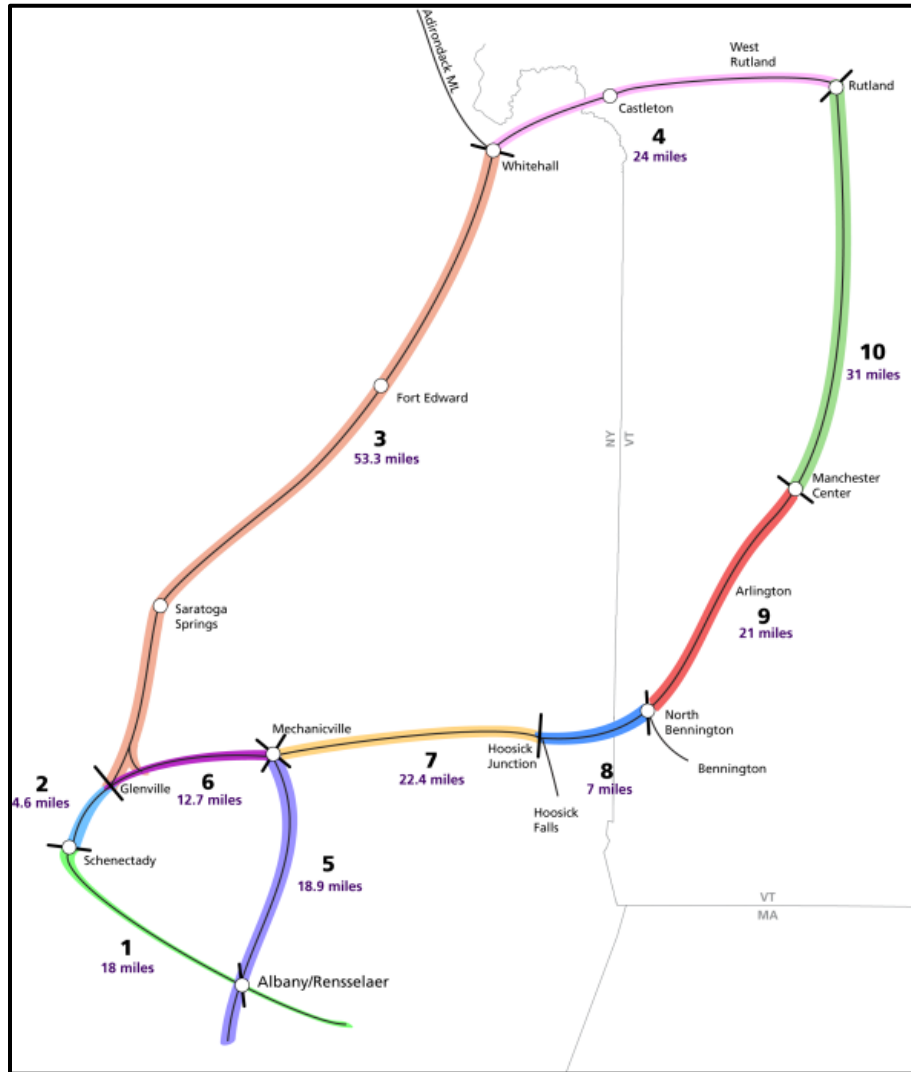 Adirondack ML
West
Rutland
Rutland
Castleton
4
24 miles
Whitehall
10
31 miles
Fort Edward
3
53.3 miles
NY
VT
Manchester
Center
Arlington
9
21 miles
Saratoga
Springs
North
Bennington
Mechanicville
Hoosick
Junction
7
22.4 miles
Bennington
8
7 miles
2
4.6 miles
Glenville
6
12.7 miles
Hoosick
Falls
Schenectady
5
18.9 miles
VT
MA
1
18 miles
Albany/Rensselaer